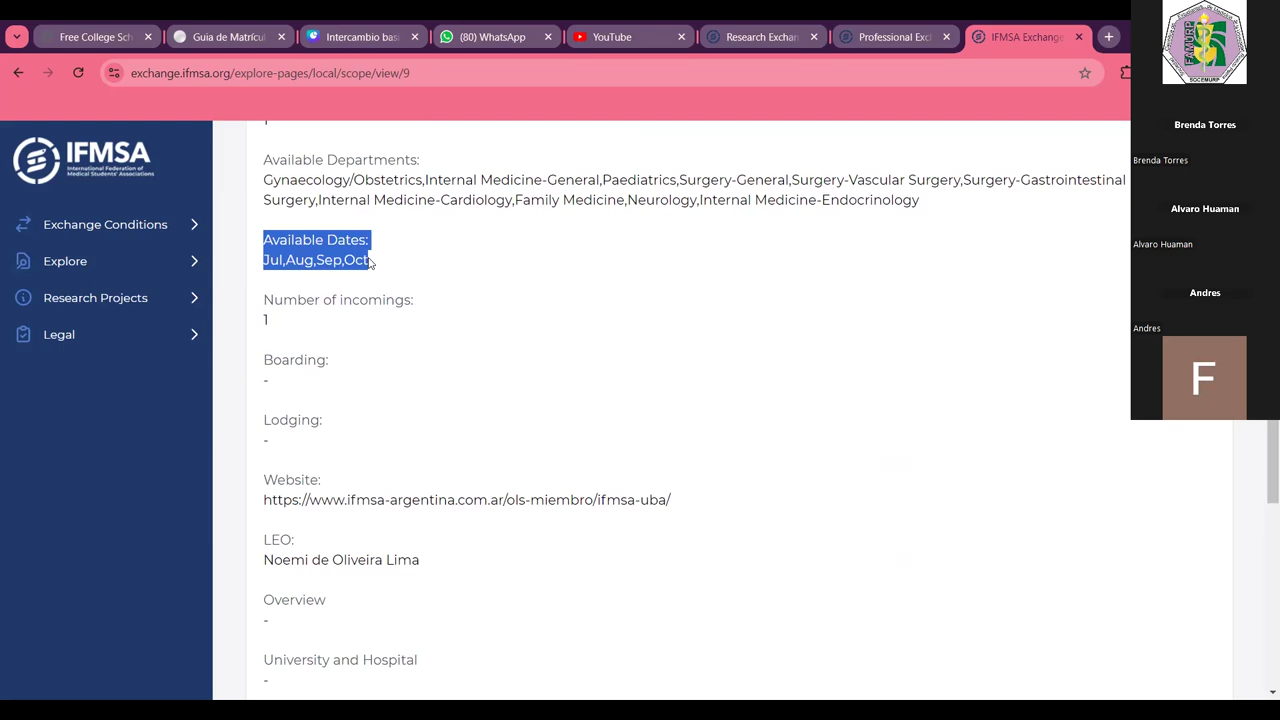 Free College Sch
Guia de Matrícul
Intercambio basi
(80) WhatsApp
YouTube
Research Exchan
Professional Exc
IFMSA Exchange
exchange.ifmsa.org/explore-pages/local/scope/view/9
IFMSA
International Federation of
Medical Students' Associations
Exchange Conditions
Explore
Research Projects
Legal
Available Departments:
Gynaecology/Obstetrics,Internal Medicine-General,Paediatrics,Surgery-General,Surgery-Vascular Surgery,Surgery-Gastrointestinal
Surgery,Internal Medicine-Cardiology,Family Medicine,Neurology,Internal Medicine-Endocrinology
Available Dates:
Jul,Aug,Sep,Oct
Number of incomings:
1
Boarding:
-
Lodging:
-
Website:
https://www.ifmsa-argentina.com.ar/ols-miembro/ifmsa-uba/
LEO:
Noemi de Oliveira Lima
Overview
-
University and Hospital
-
FAMURP
SOCEMURP
Brenda Torres
Brenda Torres
Alvaro Huaman
Alvaro Huaman
Andres
Andres
F